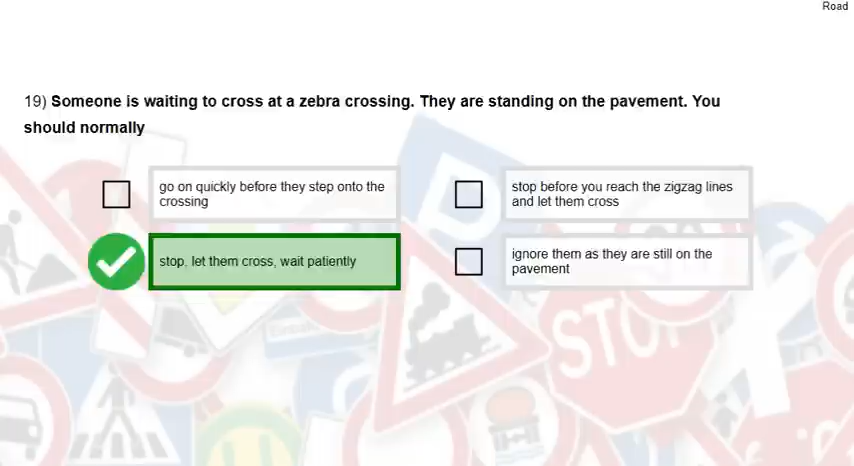 Road
19) Someone is waiting to cross at a zebra crossing. They are standing on the pavement. You
should normally
go on quickly before they step onto the
crossing
stop before you reach the zigzag lines
and let them cross
stop, let them cross, wait patiently
ignore them as they are still on the
pavement
STOP